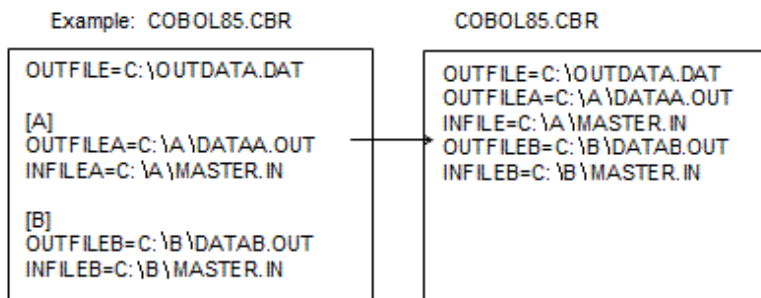 Example: COBOL85.CBR
COBOL85.CBR
OUTFILE=C:\OUTDATA.DAT
[A]
OUTFILEA=C:\A\DATAA.OUT
INFILEA=C:\A\MASTER.IN
[B]
OUTFILEB=C:\B\DATAB.OUT
INFILEB=C:\B\MASTER.IN
OUTFILE=C:\OUTDATA.DAT
OUTFILEA=C:\A\DATAA.OUT
INFILE=C:\A\MASTER.IN
OUTFILEB=C:\B\DATAB.OUT
INFILEB=C:\B\MASTER.IN